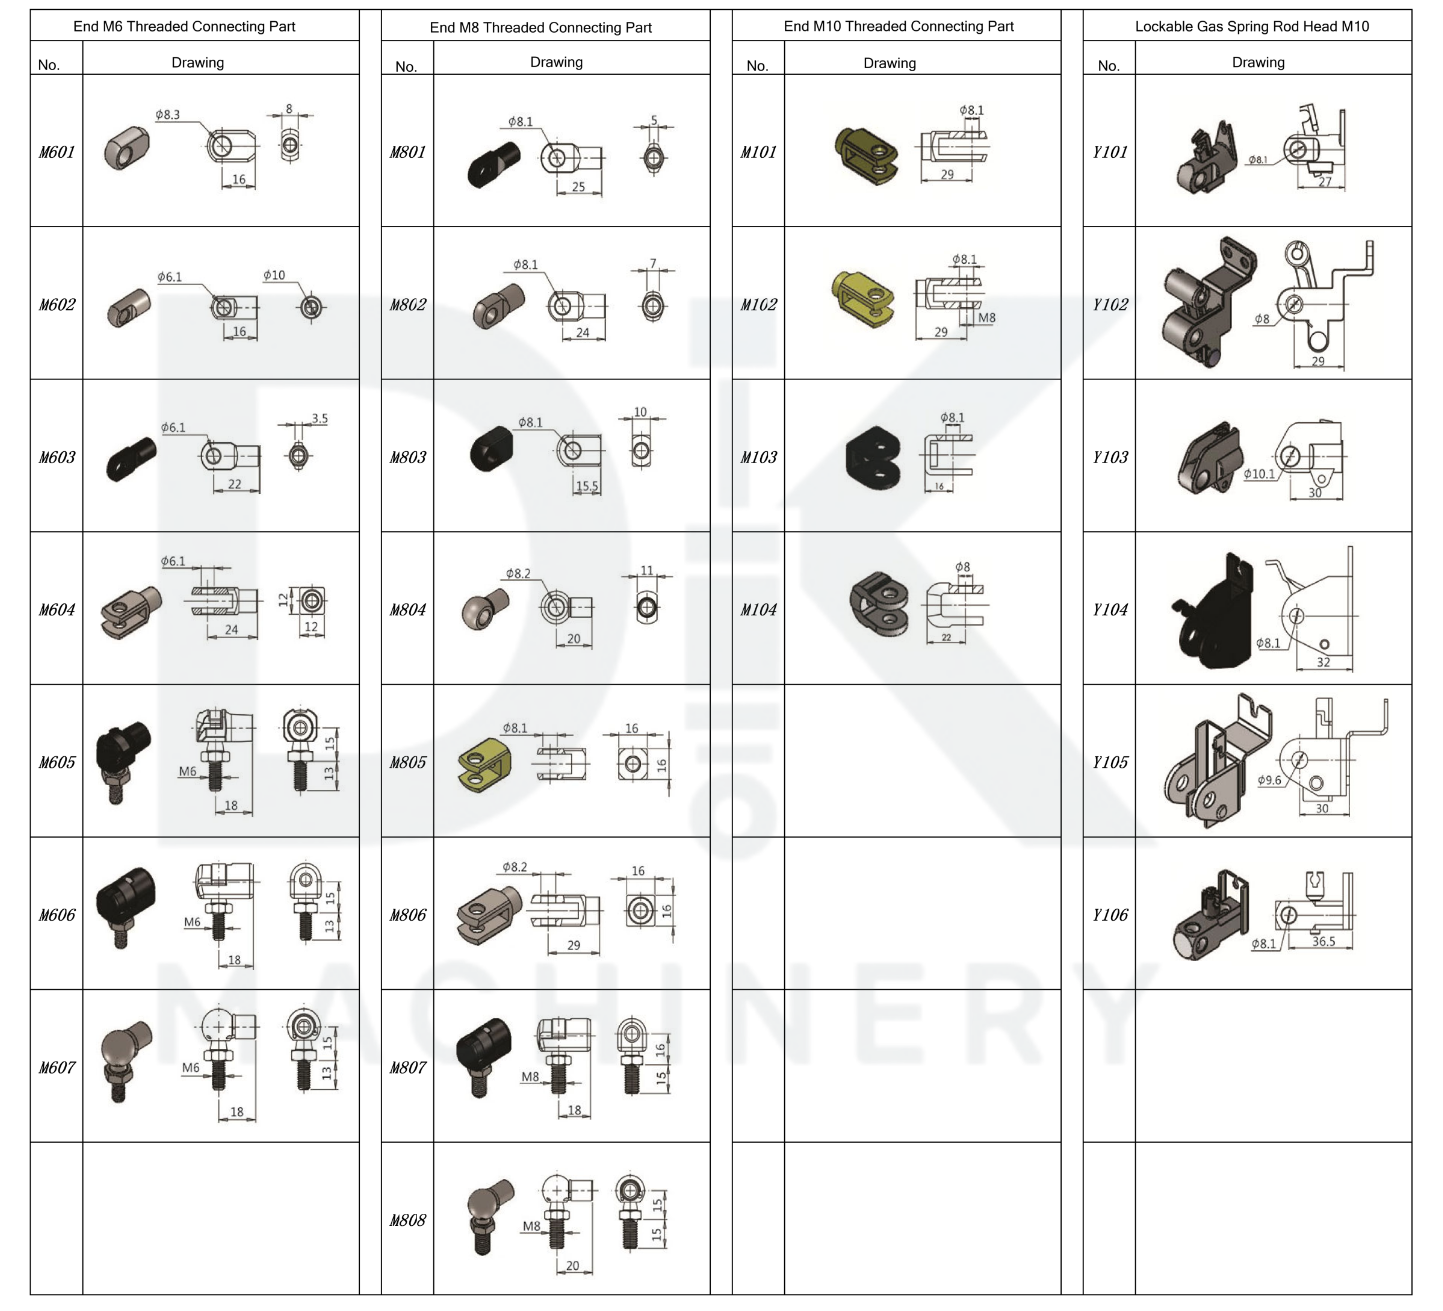 End M6 Threaded Connecting Part
No.
Drawing
M601
φ8.3
8
16
M602
φ6.1
φ10
16
M603
φ6.1
3.5
22
M604
φ6.1
12
24
12
M605
M6
15
13
18
M606
M6
15
13
18
M607
M6
15
13
18
End M8 Threaded Connecting Part
No.
Drawing
M801
φ8.1
5
25
M802
φ8.1
7
24
M803
φ8.1
10
15.5
M804
φ8.2
11
20
M805
φ8.1
16
16
M806
φ8.2
16
16
29
M807
M8
16
15
18
M808
M8
15
15
20
End M10 Threaded Connecting Part
No.
Drawing
M101
φ8.1
29
M102
φ8.1
29
M8
M103
φ8.1
16
M104
φ8
22
Lockable Gas Spring Rod Head M10
No.
Drawing
Y101
φ8.1
27
Y102
φ8
29
Y103
φ10.1
30
Y104
φ8.1
32
Y105
φ9.6
30
Y106
φ8.1
36.5
DK
MACHINERY